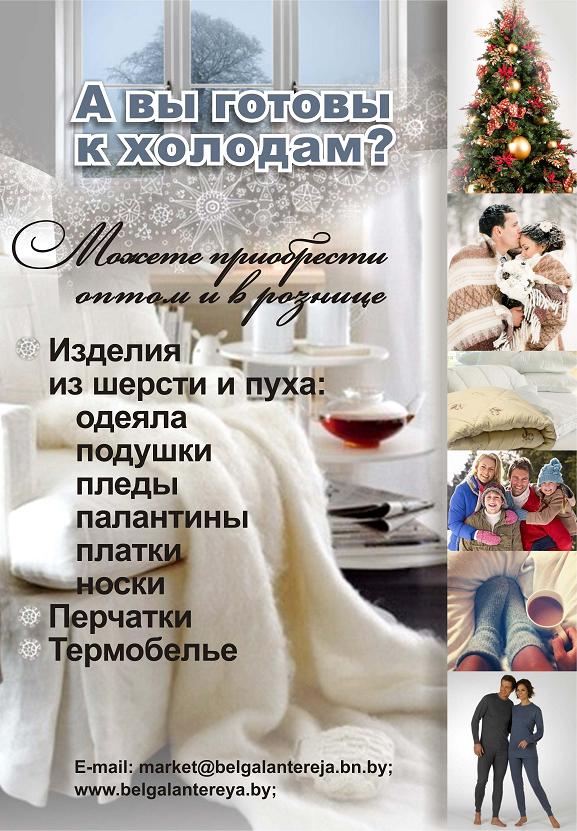 А вы готовы
к холодам?
Можете приобрести
оптом и в рознице
Изделия
из шерсти и пуха:
одеяла
подушки
пледы
палантины
платки
носки
Перчатки
Термобелье
E-mail: market@belgalantereja.bn.by;
www.belgalantereya.by;